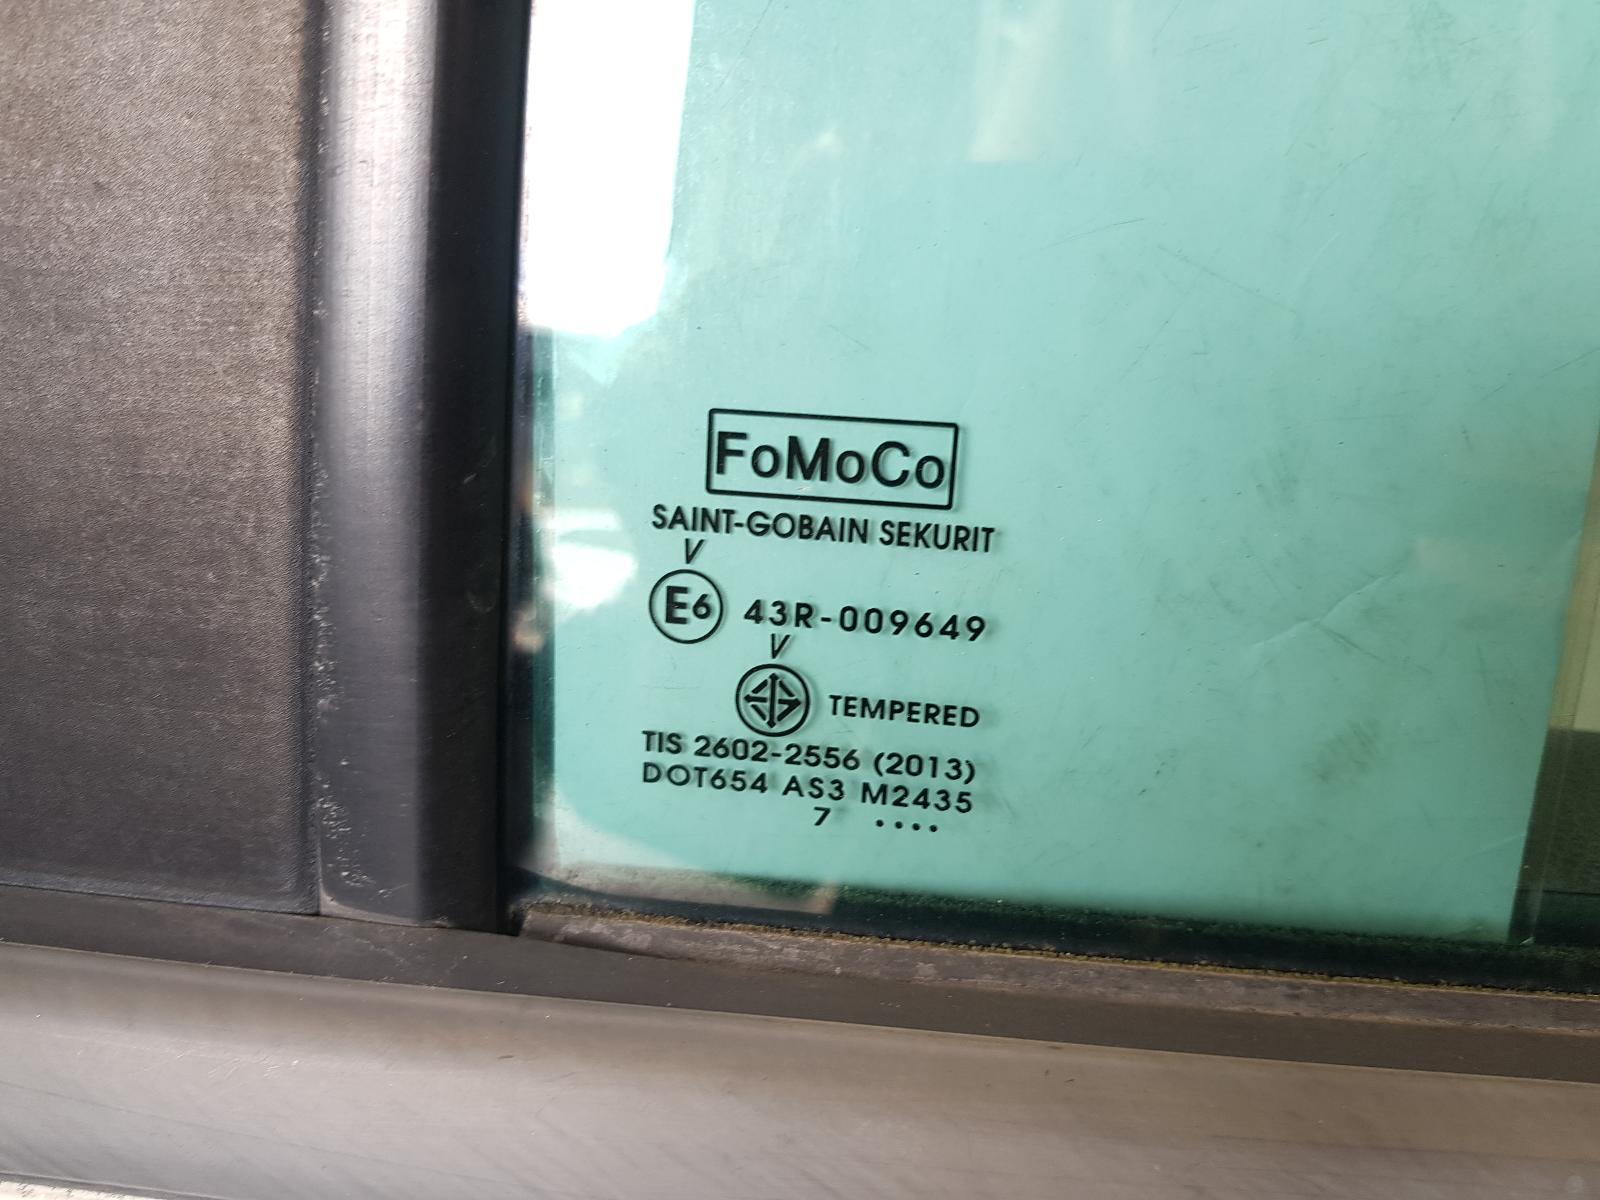 FoMoCo
SAINT-GOBAIN SEKURIT
V
E6 43R-009649
V
TEMPERED
TIS 2602-2556 (2013)
DOT654 AS3 M2435
7 ....